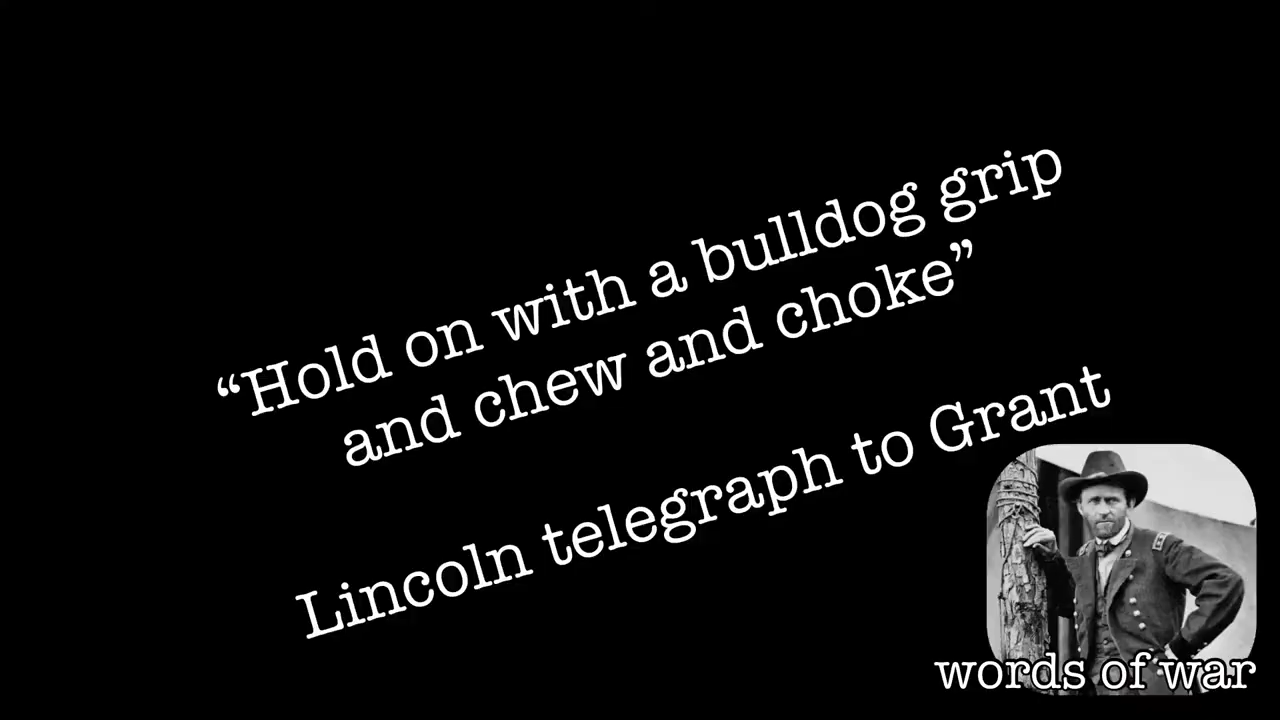 “Hold on with a bulldog grip
and chew and choke”
Lincoln telegraph to Grant
words of war